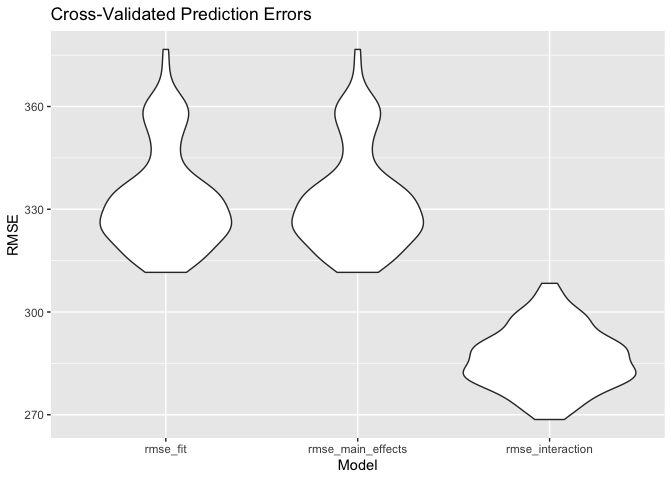 Cross-Validated Prediction Errors
RMSE
360
330
300
270
rmse_fit rmse_main_effects rmse_interaction
Model